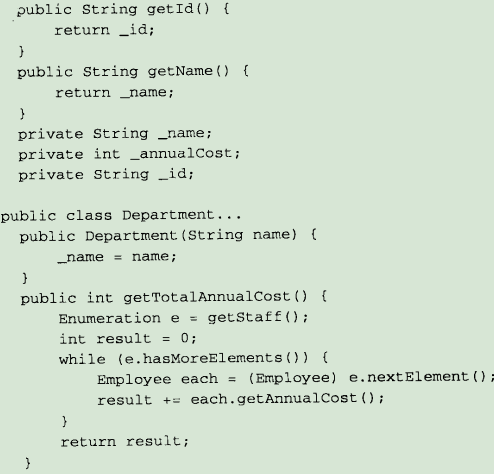 public String getId() {
return _id;
}
public String getName() {
return _name;
}
private String _name;
private int _annualCost;
private String _id;
public class Department...
public Department(String name) {
_name = name;
}
public int getTotalAnnualCost() {
Enumeration e = getStaff();
int result = 0;
while (e.hasMoreElements()) {
Employee each = (Employee) e.nextElement();
result += each.getAnnualCost();
}
return result;
}